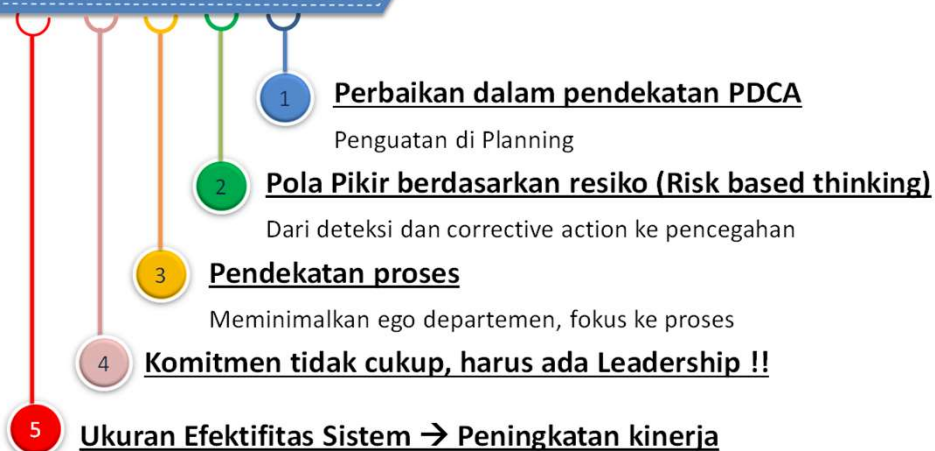 1
Perbaikan dalam pendekatan PDCA
Penguatan di Planning
2
Pola Pikir berdasarkan resiko (Risk based thinking)
Dari deteksi dan corrective action ke pencegahan
3
Pendekatan proses
Meminimalkan ego departemen, fokus ke proses
4
Komitmen tidak cukup, harus ada Leadership !!
5
Ukuran Efektifitas Sistem → Peningkatan kinerja